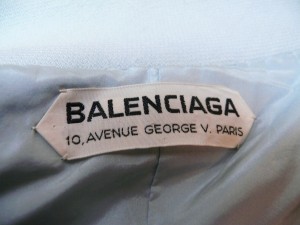 BALENCIAGA
10, AVENUE GEORGE V. PARIS